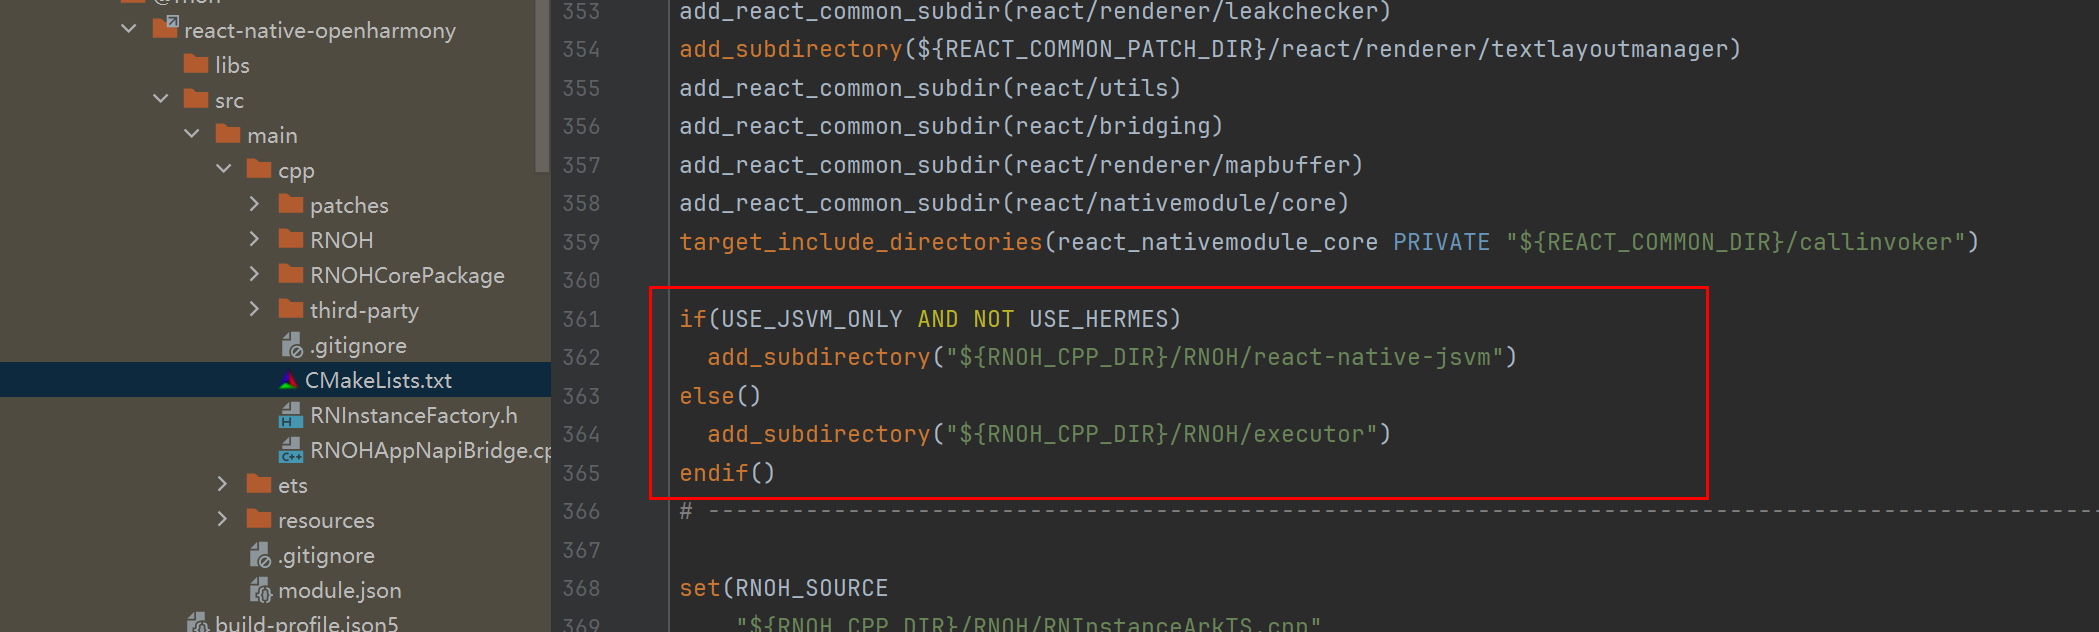 react-native-openharmony
libs
src
main
cpp
patches
RNOH
RNOHCorePackage
third-party
.gitignore
CMakeLists.txt
RNInstanceFactory.h
RNOHAppNapiBridge.cp
ets
resources
.gitignore
module.json
build-profile.json5
353 add_react_common_subdir(react/renderer/leakchecker)
354 add_subdirectory(${REACT_COMMON_PATCH_DIR}/react/renderer/textlayoutmanager)
355 add_react_common_subdir(react/utils)
356 add_react_common_subdir(react/bridging)
357 add_react_common_subdir(react/renderer/mapbuffer)
358 add_react_common_subdir(react/nativemodule/core)
359 target_include_directories(react_nativemodule_core PRIVATE "${REACT_COMMON_DIR}/callinvoker")
360
361 if(USE_JSVM_ONLY AND NOT USE_HERMES)
362 add_subdirectory("${RNOH_CPP_DIR}/RNOH/react-native-jsvm")
363 else()
364 add_subdirectory("${RNOH_CPP_DIR}/RNOH/executor")
365 endif()
366 # ----------------------------------------------------------------------------------------------------
367
368 set(RNOH_SOURCE
369 "${RNOH_CPP_DIR}/RNOH/RNInstanceArkTS.cpp"